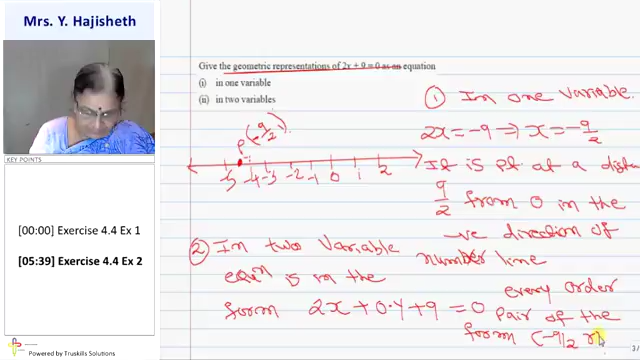 Mrs. Y. Hajisheth
KEY POINTS
[00:00] Exercise 4.4 Ex 1
[05:39] Exercise 4.4 Ex 2
Powered by Truskills Solutions
Give the geometric representations of 2x + 9 = 0 as an equation
(i) in one variable
(ii) in two variables
P(-9/2)
-5 -4 -3 -2 -1 0 1 2
① In one Variable.
2x = -9 ⇒ x = -9/2
It is pt. at a dista
9/2 from 0 in the
-ve direction of
number line
② In two Variable
eqn is in the
form 2x + 0.y + 9 = 0
every order
pair of the
form (-9/2
3/